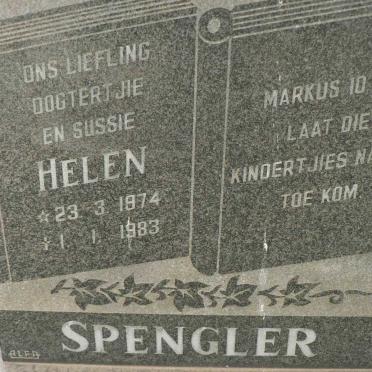 ONS LIEFLING
DOGTERTJIE
EN SUSSIE
HELEN
☆ 23. 3. 1974
† 1. 1. 1983
MARKUS 10
LAAT DIE
KINDERTJIES NA
TOE KOM.
SPENGLER